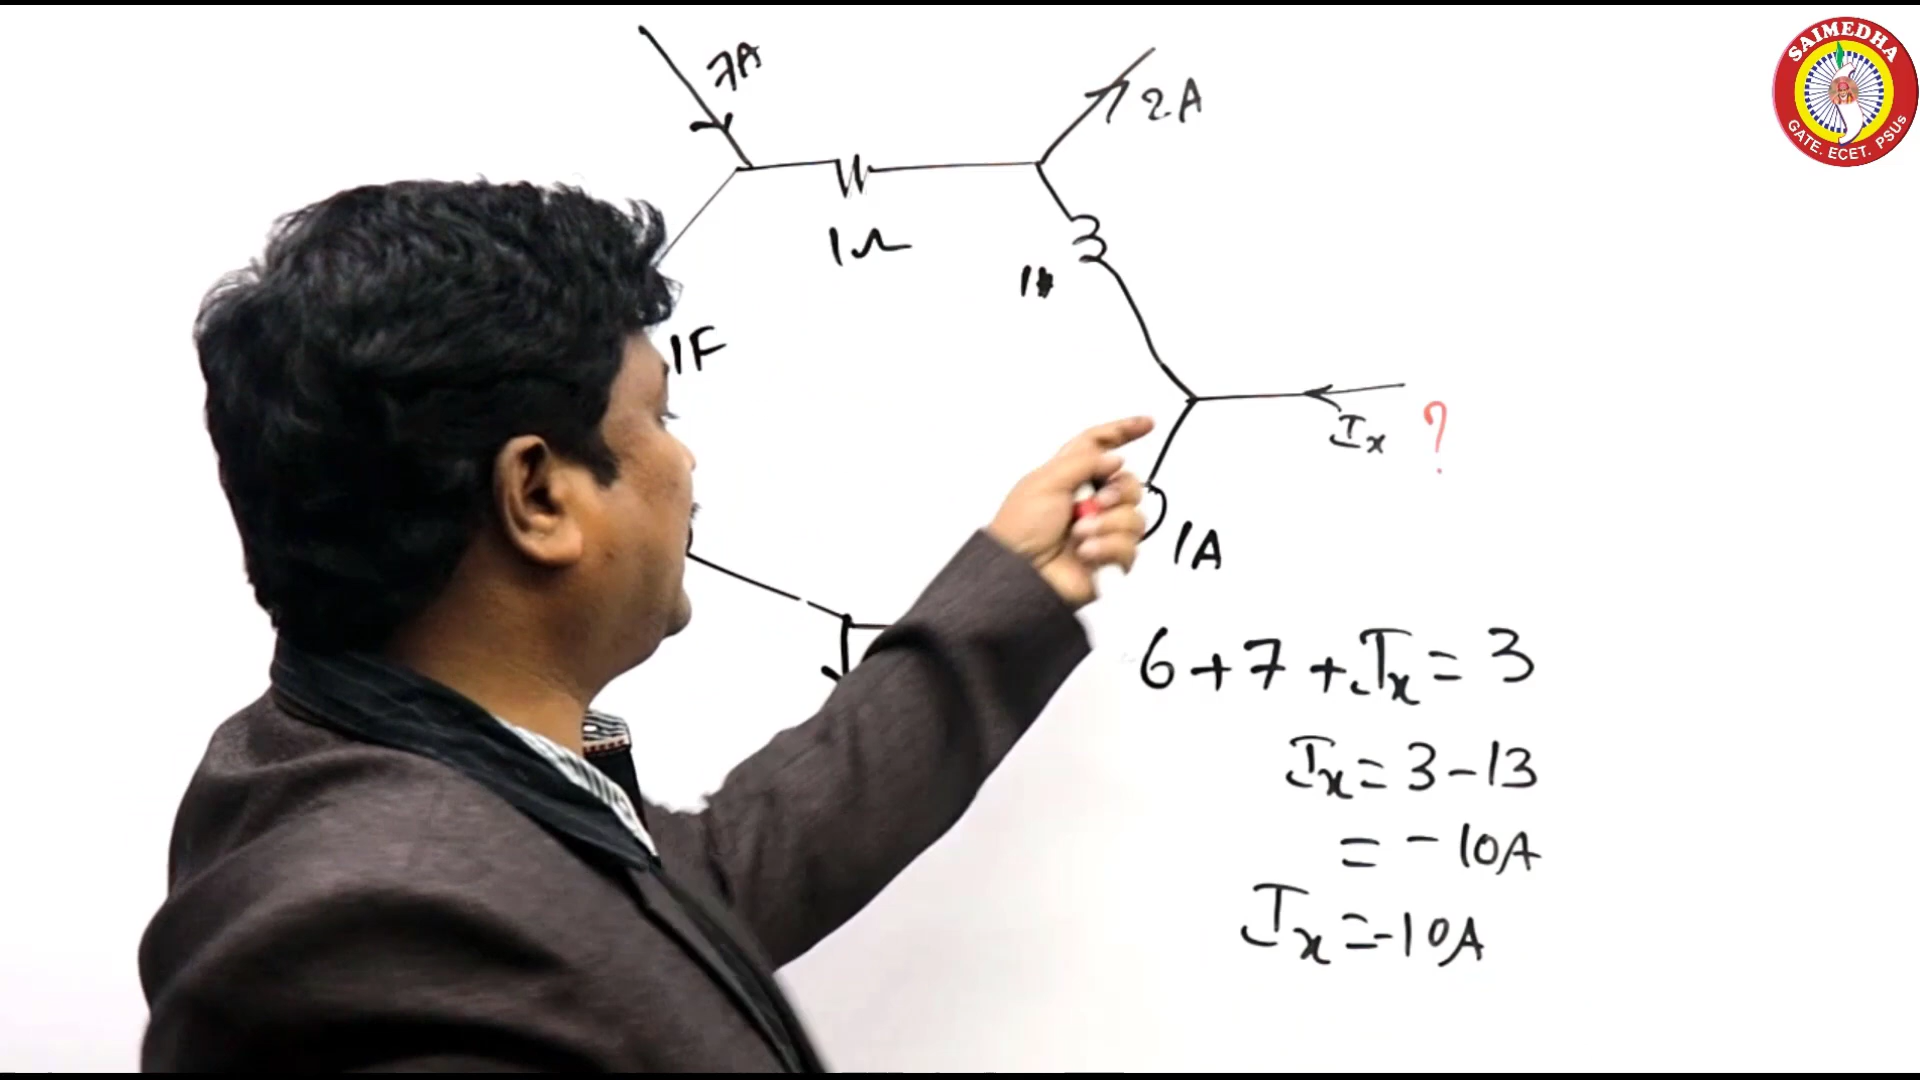 SAIMEDHA
GATE. ECET. PSUs
7A
2A
1Ω
1F
Ix ?
1A
6+7+Ix=3
Ix=3-13
=-10A
Ix=-10A